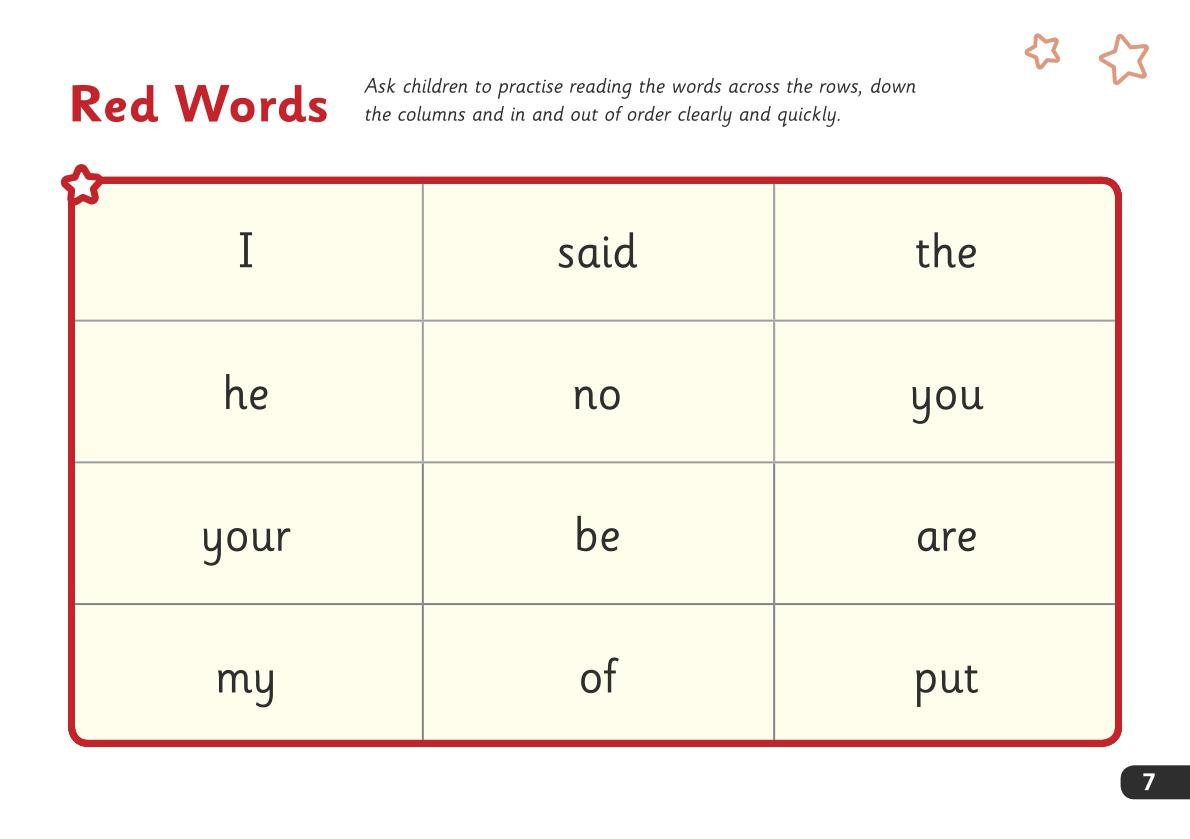 Red Words
Ask children to practise reading the words across the rows, down
the columns and in and out of order clearly and quickly.
I said the
he no you
your be are
my of put
7